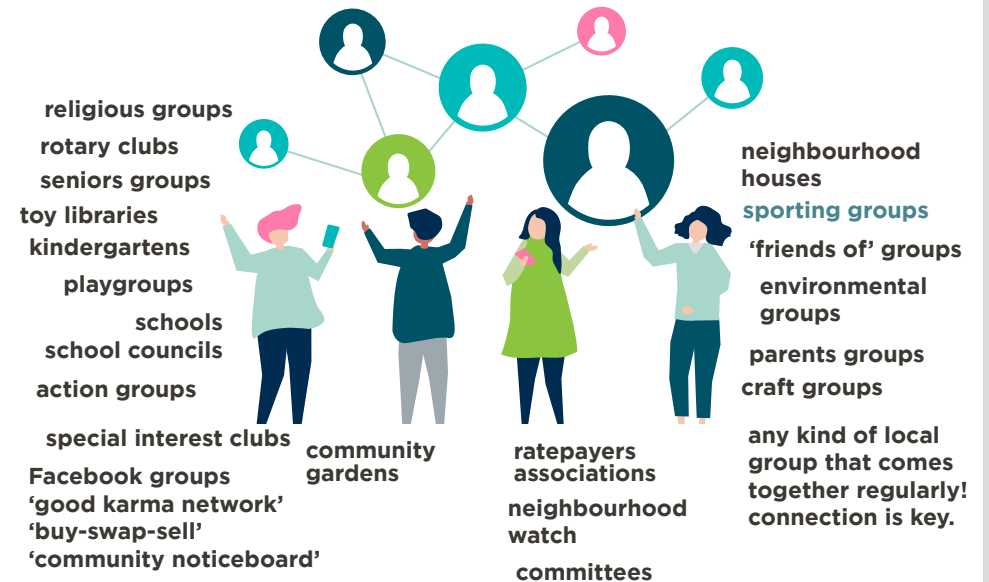 religious groups
rotary clubs
seniors groups
toy libraries
kindergartens
playgroups
schools
school councils
action groups
special interest clubs
Facebook groups
‘good karma network’
‘buy-swap-sell’
‘community noticeboard’
community
gardens
ratepayers
associations
neighbourhood
watch
committees
neighbourhood
houses
sporting groups
‘friends of’ groups
environmental
groups
parents groups
craft groups
any kind of local
group that comes
together regularly!
connection is key.